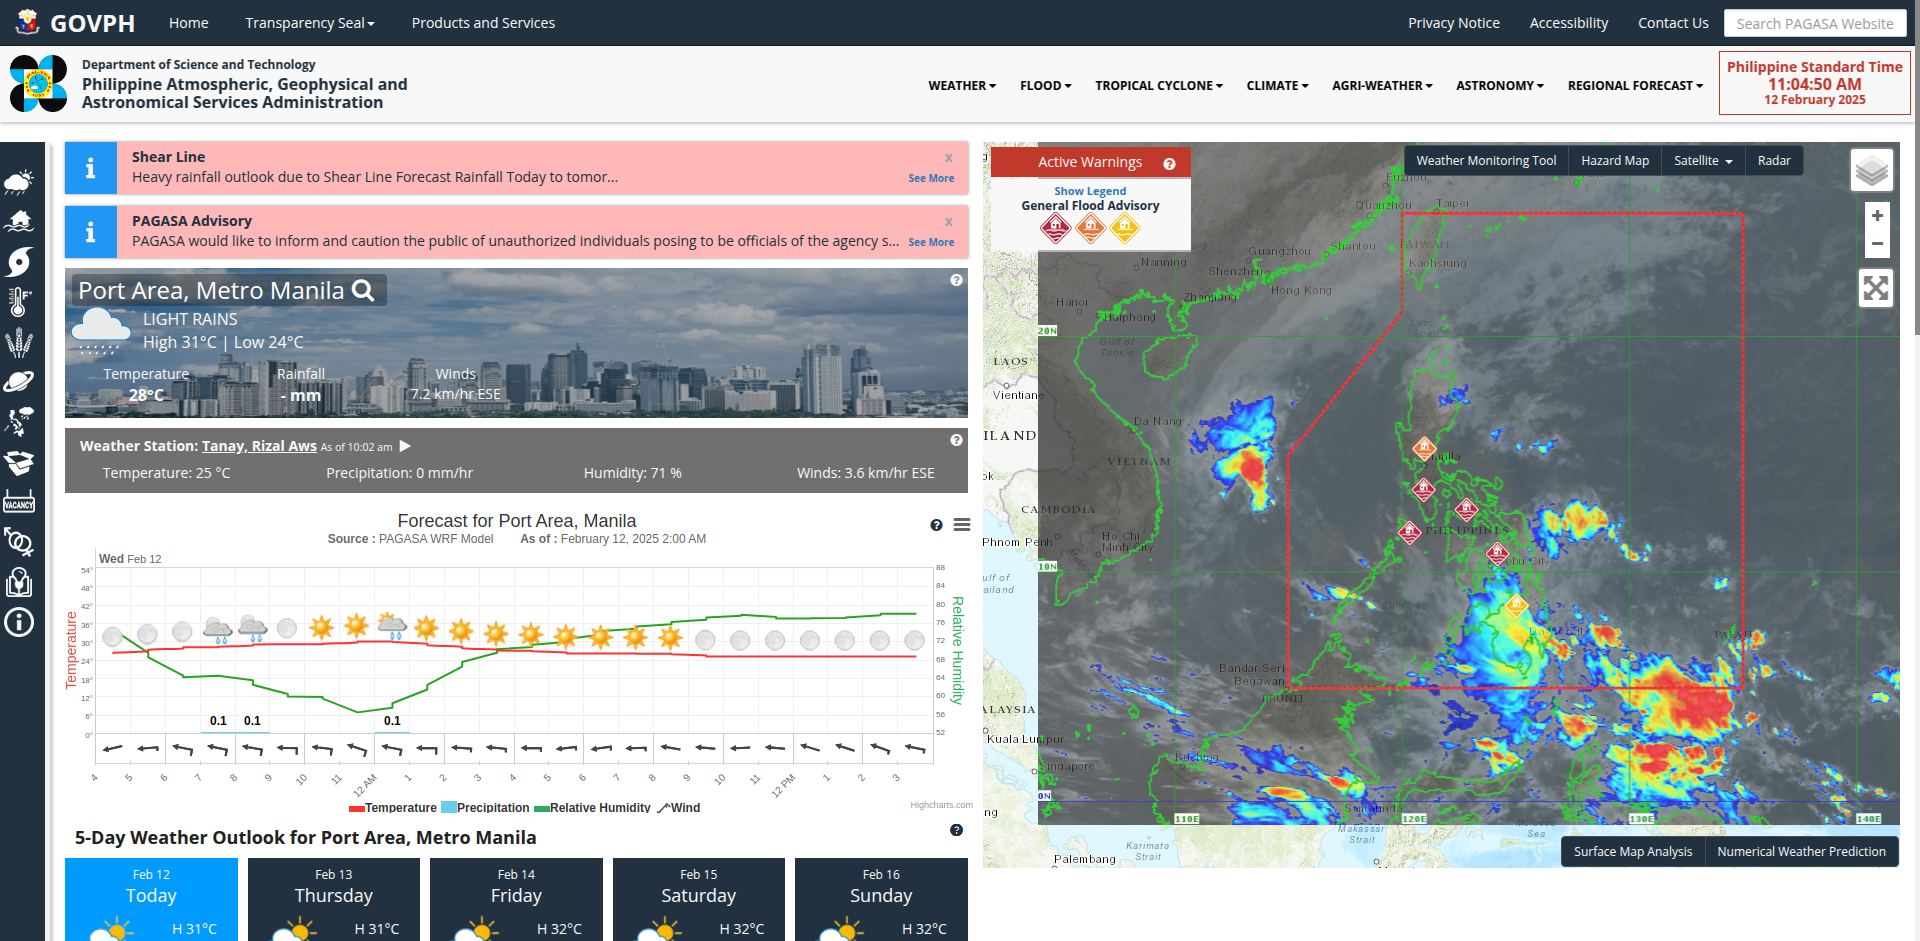 GOVPH Home Transparency Seal Products and Services Privacy Notice Accessibility Contact Us Search PAGASA Website
Department of Science and Technology
Philippine Atmospheric, Geophysical and
Astronomical Services Administration
WEATHER FLOOD TROPICAL CYCLONE CLIMATE AGRI-WEATHER ASTRONOMY REGIONAL FORECAST
Philippine Standard Time
11:04:50 AM
12 February 2025
VACANCY
Shear Line x
Heavy rainfall outlook due to Shear Line Forecast Rainfall Today to tomor... See More
PAGASA Advisory x
PAGASA would like to inform and caution the public of unauthorized individuals posing to be officials of the agency s... See More
Port Area, Metro Manila
LIGHT RAINS
High 31°C | Low 24°C
Temperature Rainfall Winds
28°C - mm 7.2 km/hr ESE
Weather Station: Tanay, Rizal Aws As of 10:02 am
Temperature: 25 °C Precipitation: 0 mm/hr Humidity: 71 % Winds: 3.6 km/hr ESE
Forecast for Port Area, Manila
Source : PAGASA WRF Model As of : February 12, 2025 2:00 AM
Wed Feb 12
Temperature
54°
48°
42°
36°
30°
24°
18°
12°
6°
0°
0.1 0.1 0.1
88
84
80
76
72
68
64
60
56
52
Relative Humidity
4 5 6 7 8 9 10 11 12 AM 1 2 3 4 5 6 7 8 9 10 11 12 PM 1 2 3
Temperature Precipitation Relative Humidity Wind
Highcharts.com
5-Day Weather Outlook for Port Area, Metro Manila
Feb 12 Feb 13 Feb 14 Feb 15 Feb 16
Today Thursday Friday Saturday Sunday
H 31°C H 31°C H 32°C H 32°C H 32°C
Active Warnings
Show Legend
General Flood Advisory
Weather Monitoring Tool Hazard Map Satellite Radar
+
−
Fuzhou
Quanzhou
Taipei
Shantou
TAIWAN
Guangzhou
Kaohsiung
Nanning
Shenzhen
Hong Kong
Zhanjiang
Hanoi
Haiphong
20N
Luzon
Strait
Gulf of
Tonkin
LAOS
Vientiane
Da Nang
ILAND
VIETNAM
ok
CAMBODIA
PHILIPPINES
Phnom Penh
Ho Chi
Minh City
10N
ulf of
ailand
PALAU
Bandar Seri
Begawan
BRUNEI
ALAYSIA
Kuala Lumpur
Kuching
Singapore
0N
Samarinda
ng
110E 120E 130E 140E
Makassar
Strait
Molucca
Sea
Karimata
Strait
Palembang
Surface Map Analysis Numerical Weather Prediction